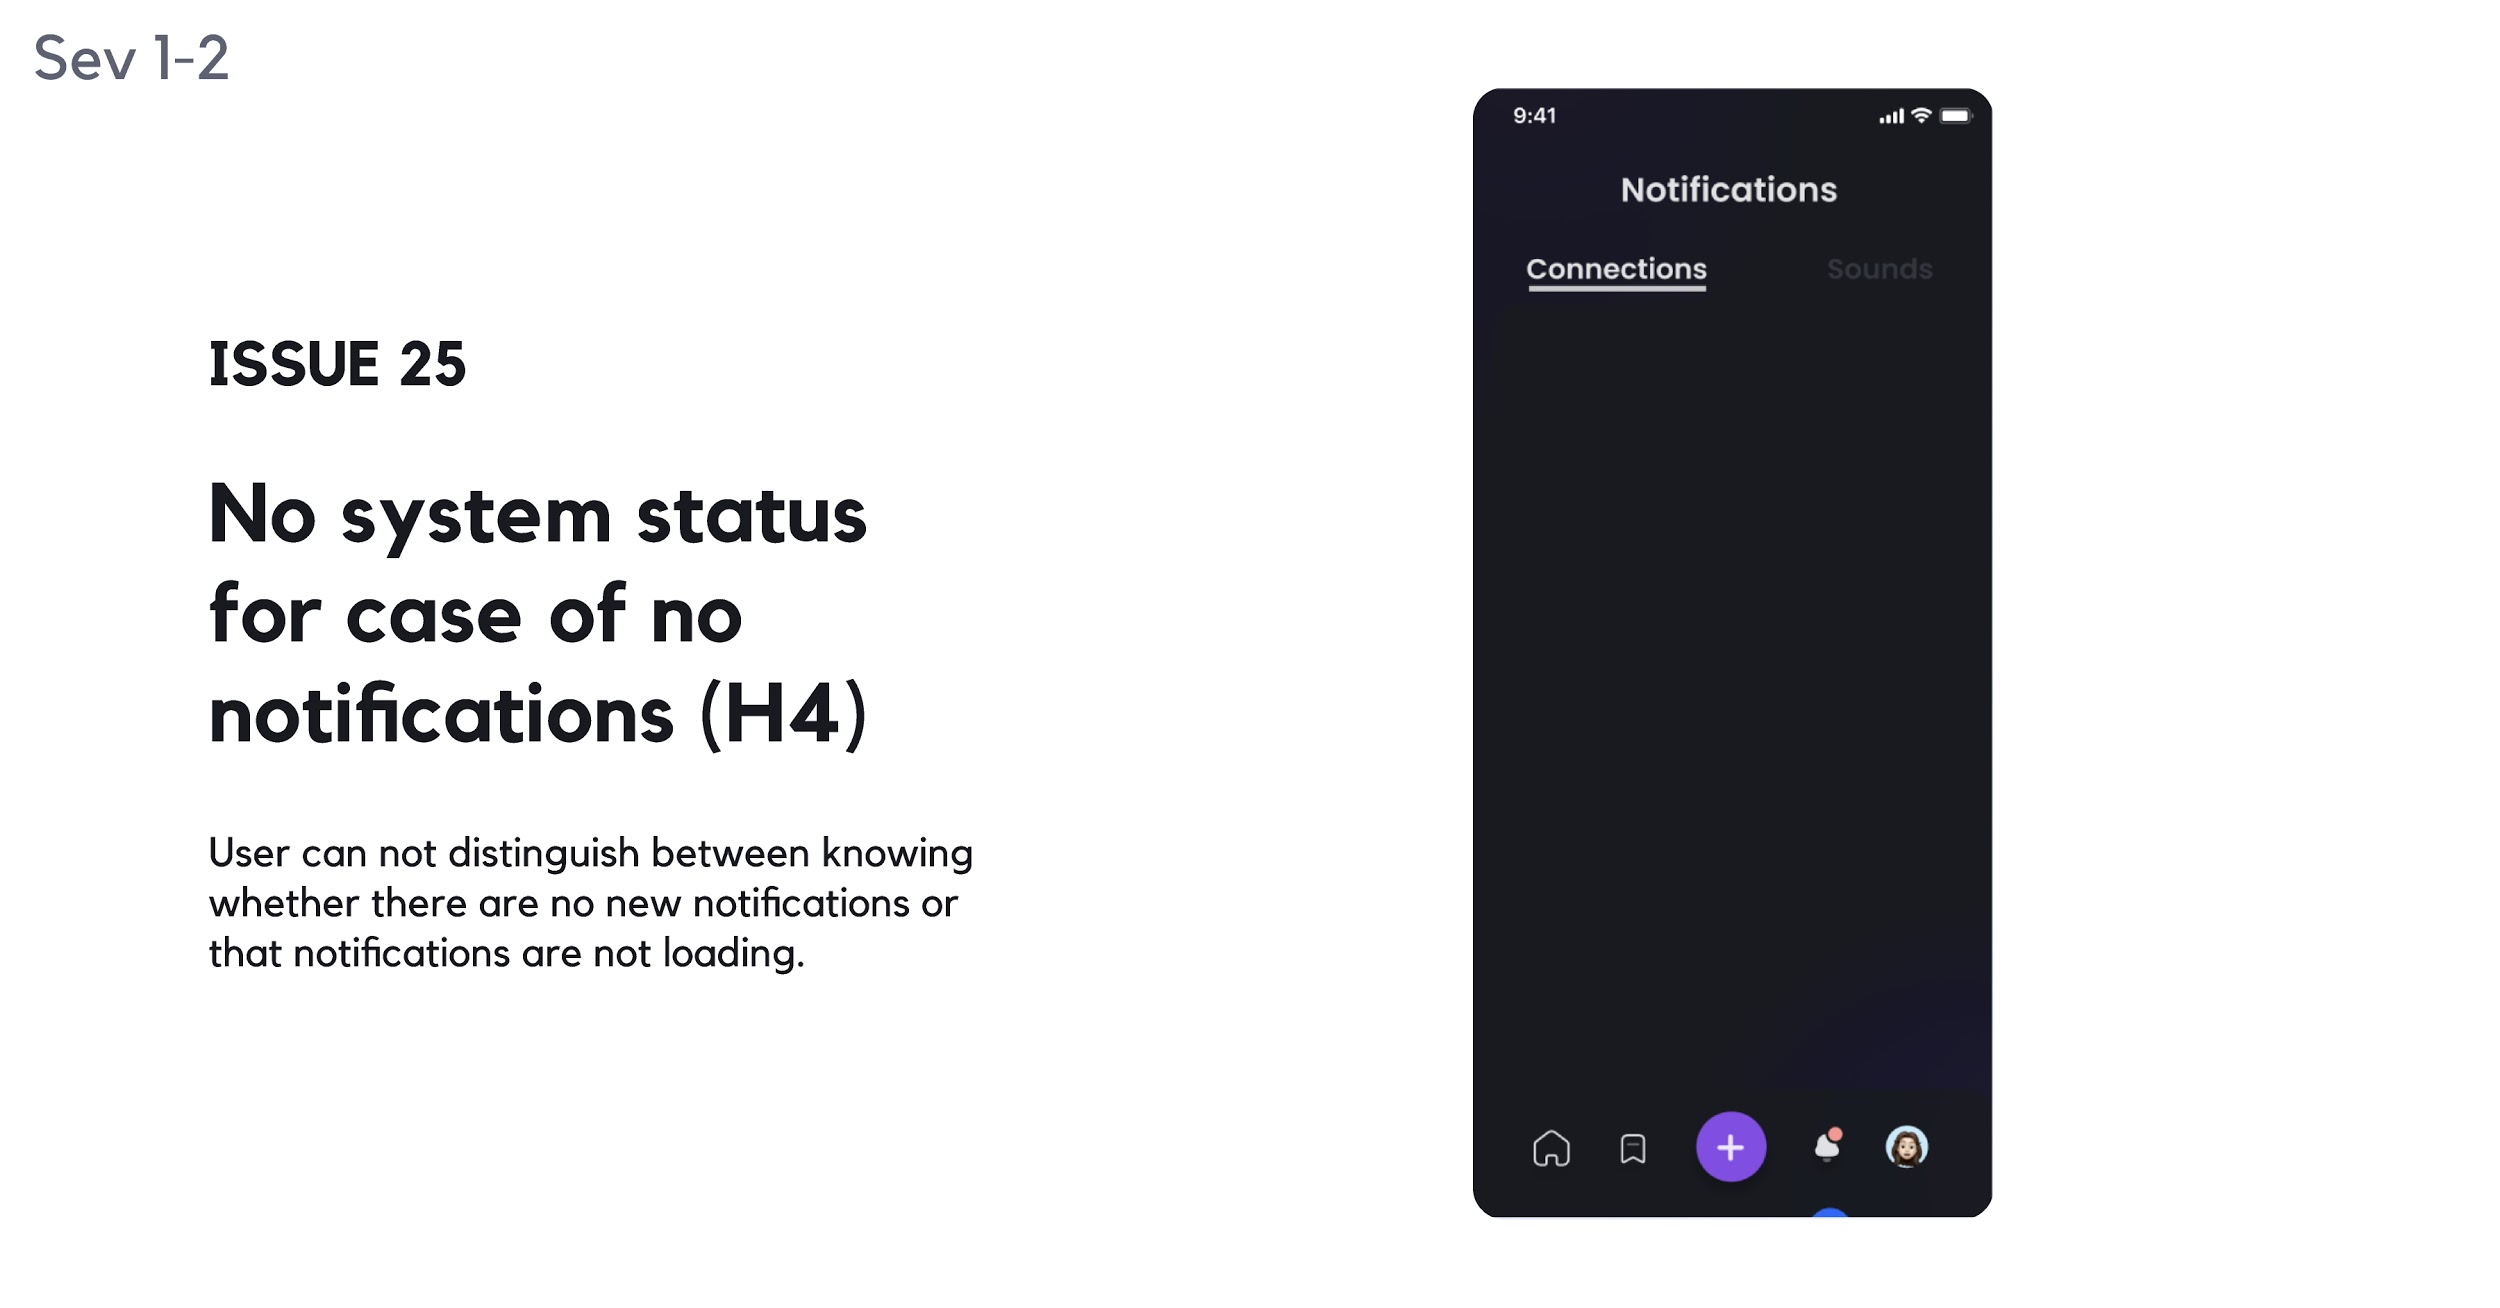 Sev 1-2
ISSUE 25
No system status
for case of no
notifications (H4)
User can not distinguish between knowing
whether there are no new notifications or
that notifications are not loading.
9:41
Notifications
Connections Sounds